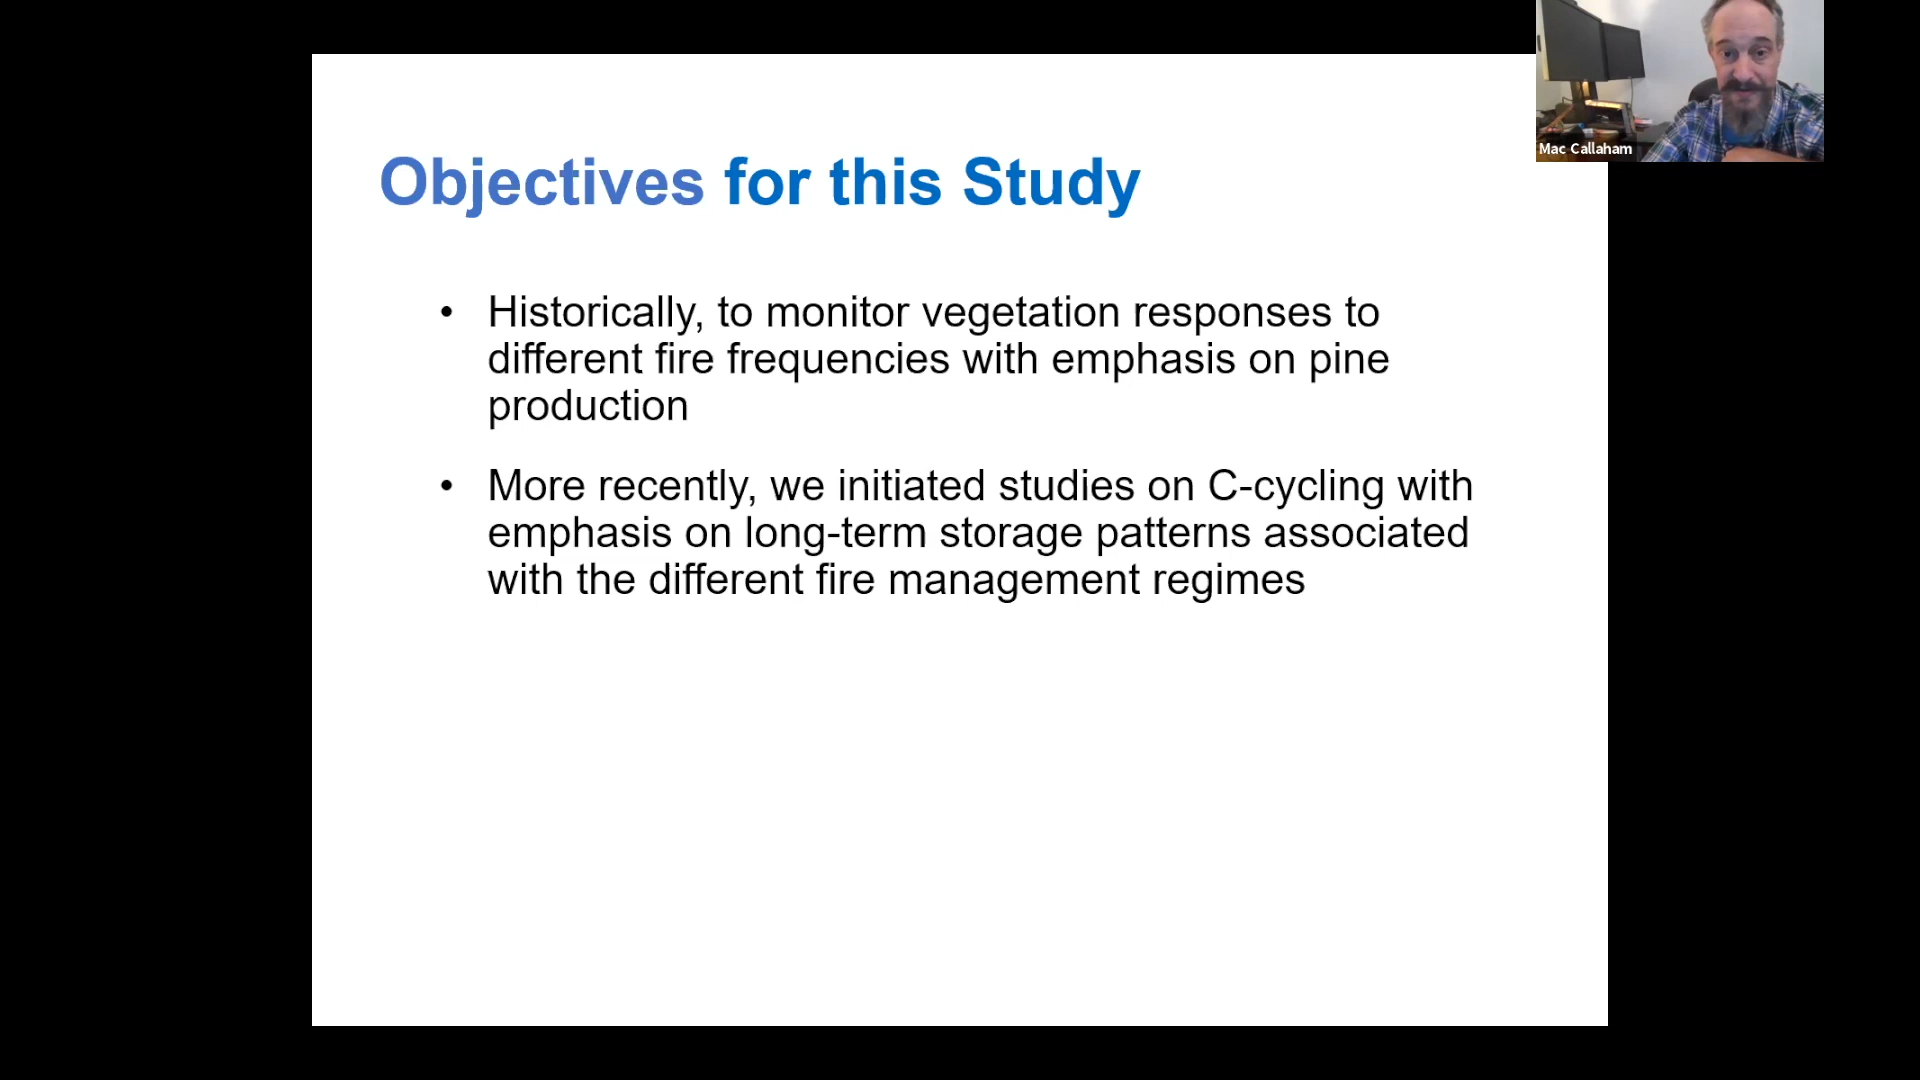 Mac Callaham
Objectives for this Study
• Historically, to monitor vegetation responses to
different fire frequencies with emphasis on pine
production
• More recently, we initiated studies on C-cycling with
emphasis on long-term storage patterns associated
with the different fire management regimes